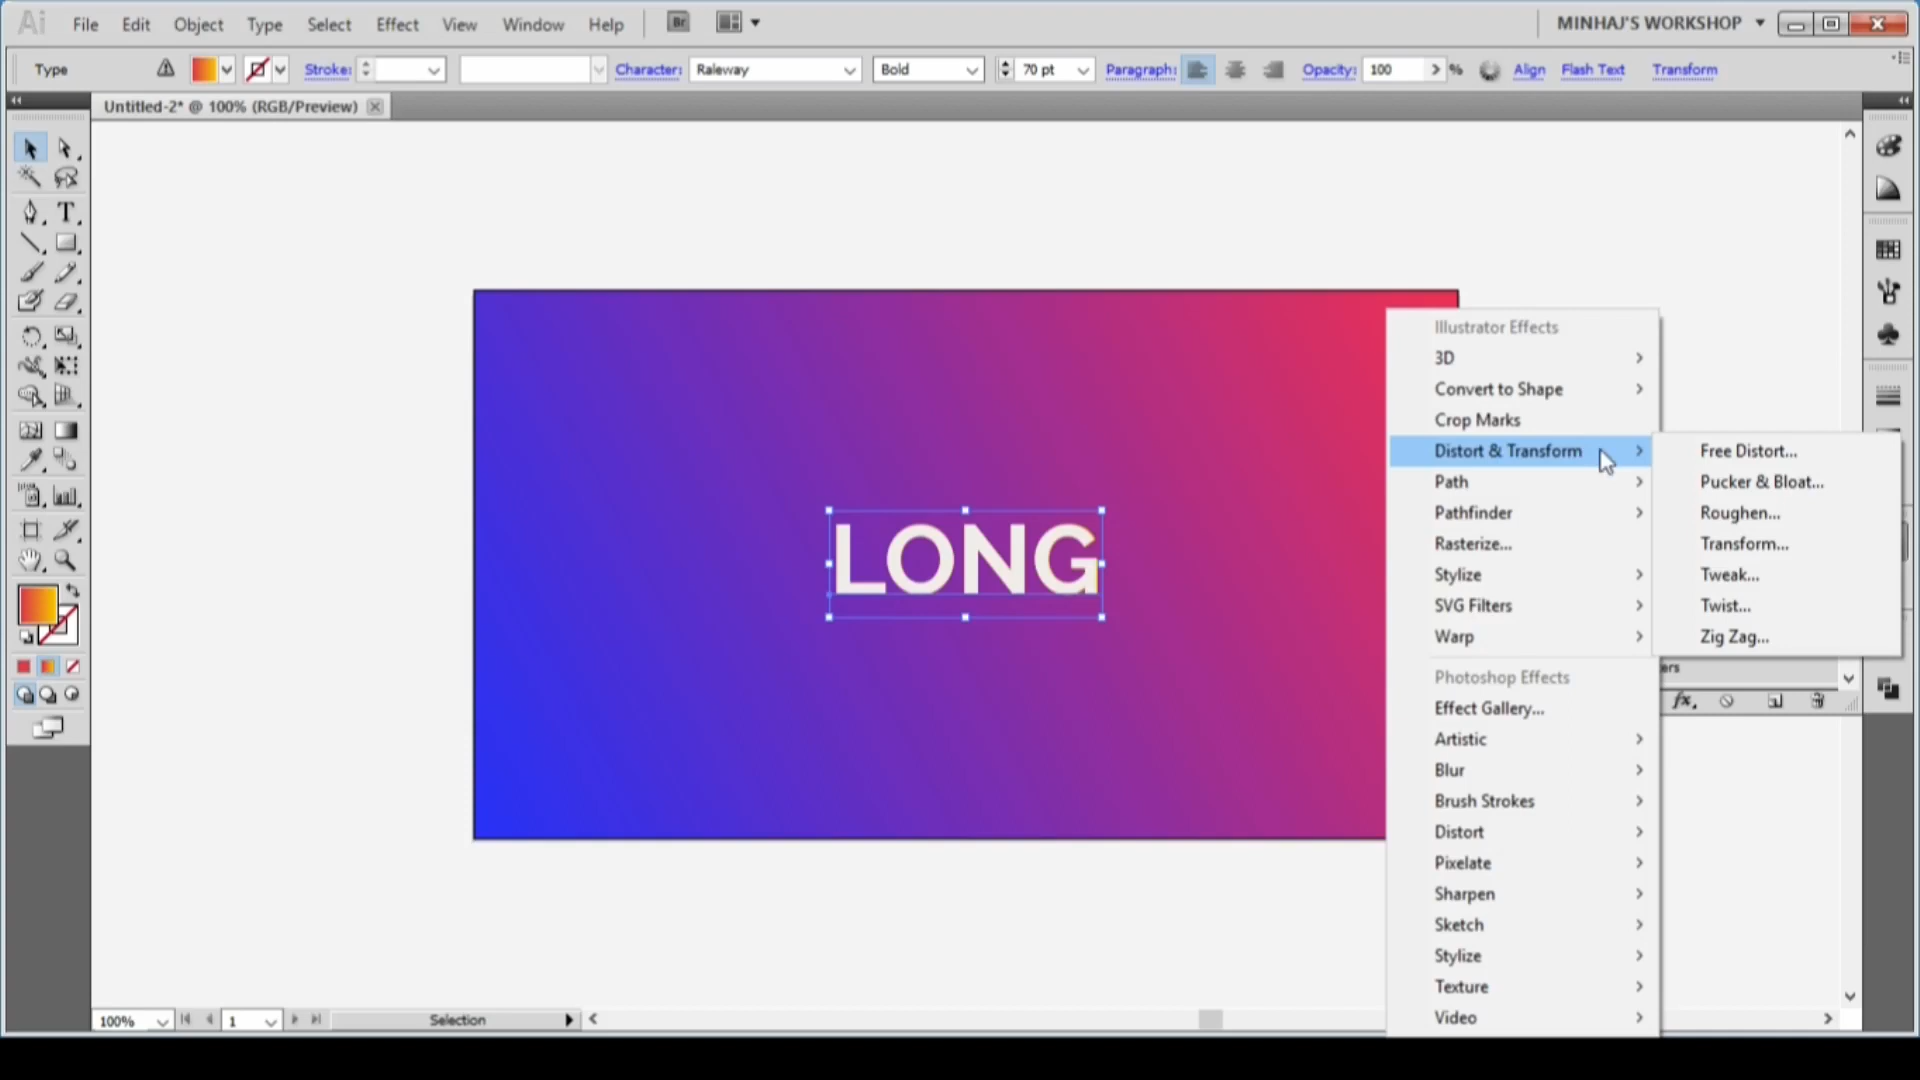 Ai File Edit Object Type Select Effect View Window Help Br MINHAJ'S WORKSHOP
Type Stroke: Character: Raleway Bold 70 pt Paragraph: Opacity: 100 % Align Flash Text Transform
Untitled-2* @ 100% (RGB/Preview)
T
Illustrator Effects
3D
Convert to Shape
Crop Marks
Distort & Transform
Path
Pathfinder
Rasterize...
Stylize
SVG Filters
Warp
Photoshop Effects
Effect Gallery...
Artistic
Blur
Brush Strokes
Distort
Pixelate
Sharpen
Sketch
Stylize
Texture
Video
Free Distort...
Pucker & Bloat...
Roughen...
Transform...
Tweak...
Twist...
Zig Zag...
ers
fx
LONG
100% 1 Selection